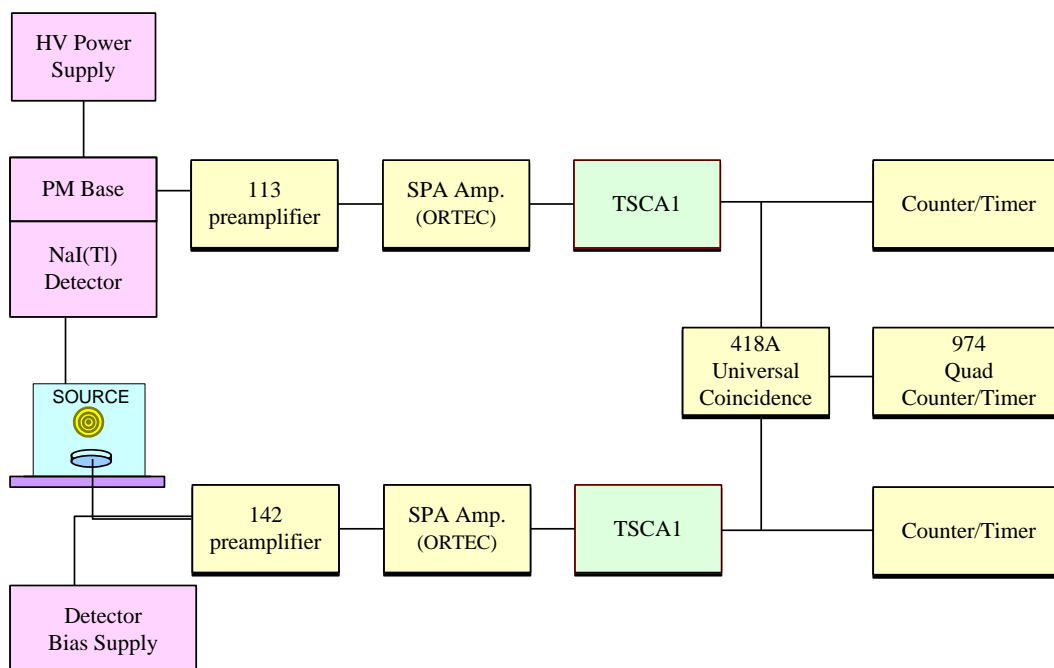 HV Power
Supply
PM Base
NaI(Tl)
Detector
113
preamplifier
SPA Amp.
(ORTEC)
TSCA1
Counter/Timer
418A
Universal
Coincidence
974
Quad
Counter/Timer
SOURCE
142
preamplifier
SPA Amp.
(ORTEC)
TSCA1
Counter/Timer
Detector
Bias Supply